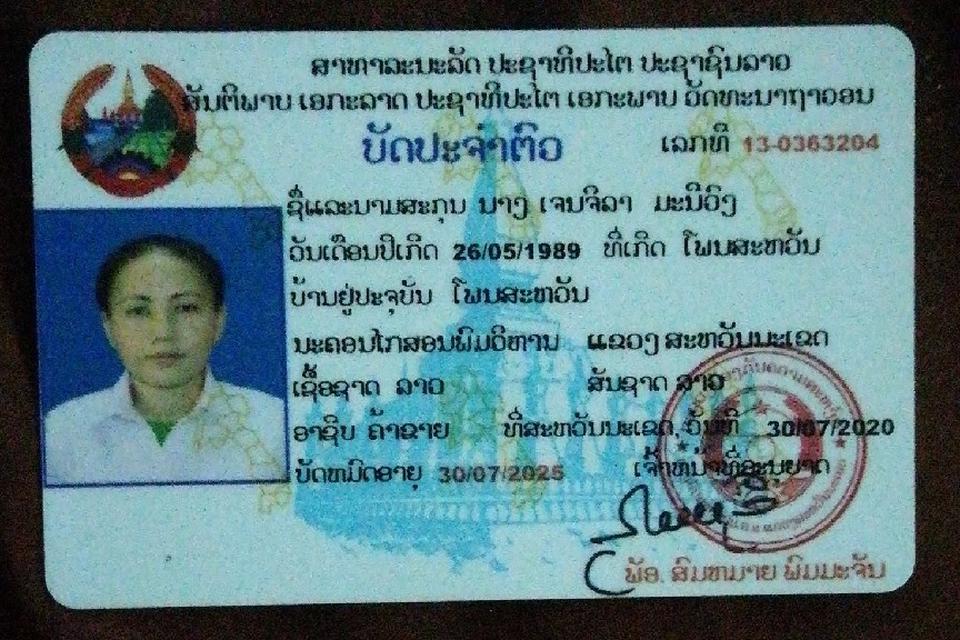 ສາທາລະນະລັດ ປະຊາທິປະໄຕ ປະຊາຊົນລາວ
ສັນຕິພາບ ເອກະລາດ ປະຊາທິປະໄຕ ເອກະພາບ ວັດທະນາຖາວອນ
ບັດປະຈຳຕົວ ເລກທີ 13-0363204
ຊື່ແລະນາມສະກຸນ ນາງ ເຈນຈິລາ ມະນີວົງ
ວັນເດືອນປີເກີດ 26/05/1989 ທີ່ເກີດ ໂພນສະຫວັນ
ບ້ານຢູ່ປະຈຸບັນ ໂພນສະຫວັນ
ນະຄອນໄກສອນພົມວິຫານ ແຂວງ ສະຫວັນນະເຂດ
ເຊື້ອຊາດ ລາວ ສັນຊາດ ລາວ
ອາຊີບ ຄ້າຂາຍ ທີ່ສະຫວັນນະເຂດ, ວັນທີ 30/07/2020
ບັດຫມົດອາຍຸ 30/07/2025 ເຈົ້າຫນ້າທີ່ອະນຸຍາດ
ພັອ. ສົມຫມາຍ ພິມມະຈັນ